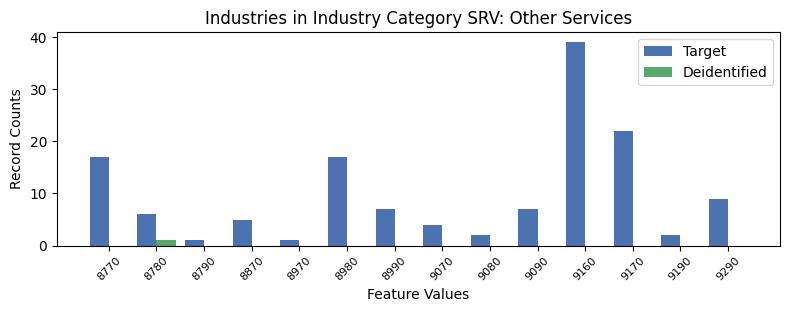 Industries in Industry Category SRV: Other Services
Record Counts
40
30
20
10
0
Target
Deidentified
8770 8780 8790 8870 8970 8980 8990 9070 9080 9090 9160 9170 9190 9290
Feature Values